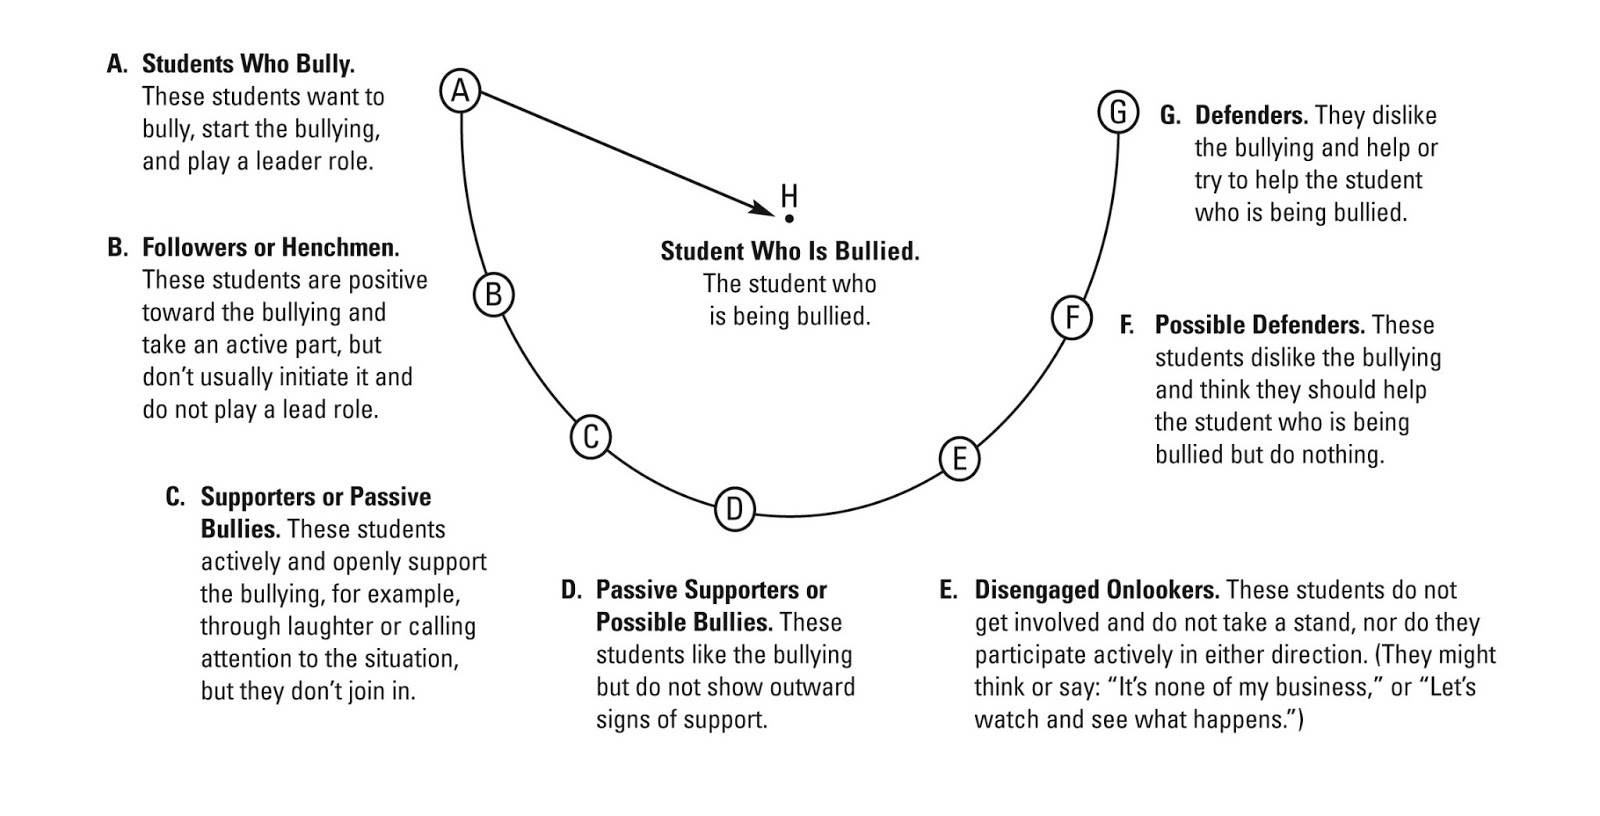 A. Students Who Bully.
These students want to
bully, start the bullying,
and play a leader role.
B. Followers or Henchmen.
These students are positive
toward the bullying and
take an active part, but
don’t usually initiate it and
do not play a lead role.
C. Supporters or Passive
Bullies. These students
actively and openly support
the bullying, for example,
through laughter or calling
attention to the situation,
but they don’t join in.
D. Passive Supporters or
Possible Bullies. These
students like the bullying
but do not show outward
signs of support.
E. Disengaged Onlookers. These students do not
get involved and do not take a stand, nor do they
participate actively in either direction. (They might
think or say: “It’s none of my business,” or “Let’s
watch and see what happens.”)
F. Possible Defenders. These
students dislike the bullying
and think they should help
the student who is being
bullied but do nothing.
G. Defenders. They dislike
the bullying and help or
try to help the student
who is being bullied.
H
Student Who Is Bullied.
The student who
is being bullied.
A
B
C
D
E
F
G